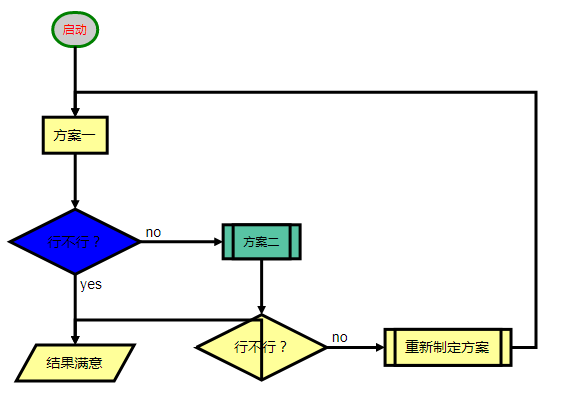 启动
方案一
行不行？
no
方案二
yes
行不行？
no
重新制定方案
结果满意